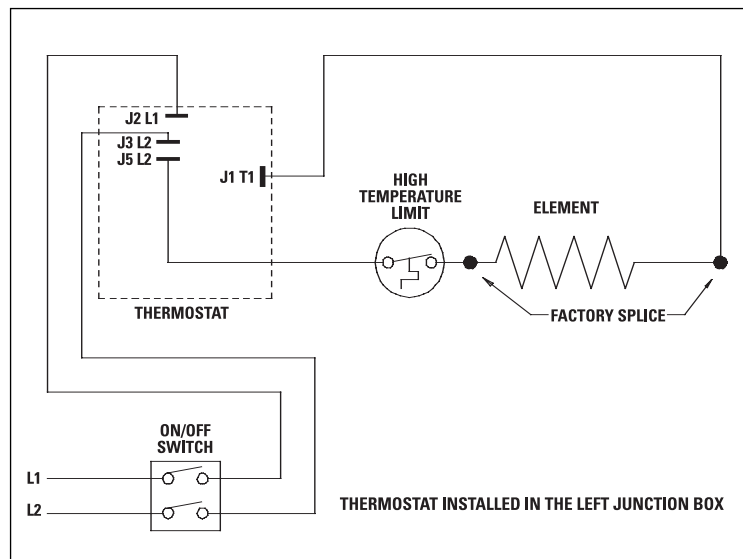 J2 L1
J3 L2
J5 L2
J1 T1
THERMOSTAT
HIGH
TEMPERATURE
LIMIT
ELEMENT
FACTORY SPLICE
ON/OFF
SWITCH
L1
L2
THERMOSTAT INSTALLED IN THE LEFT JUNCTION BOX